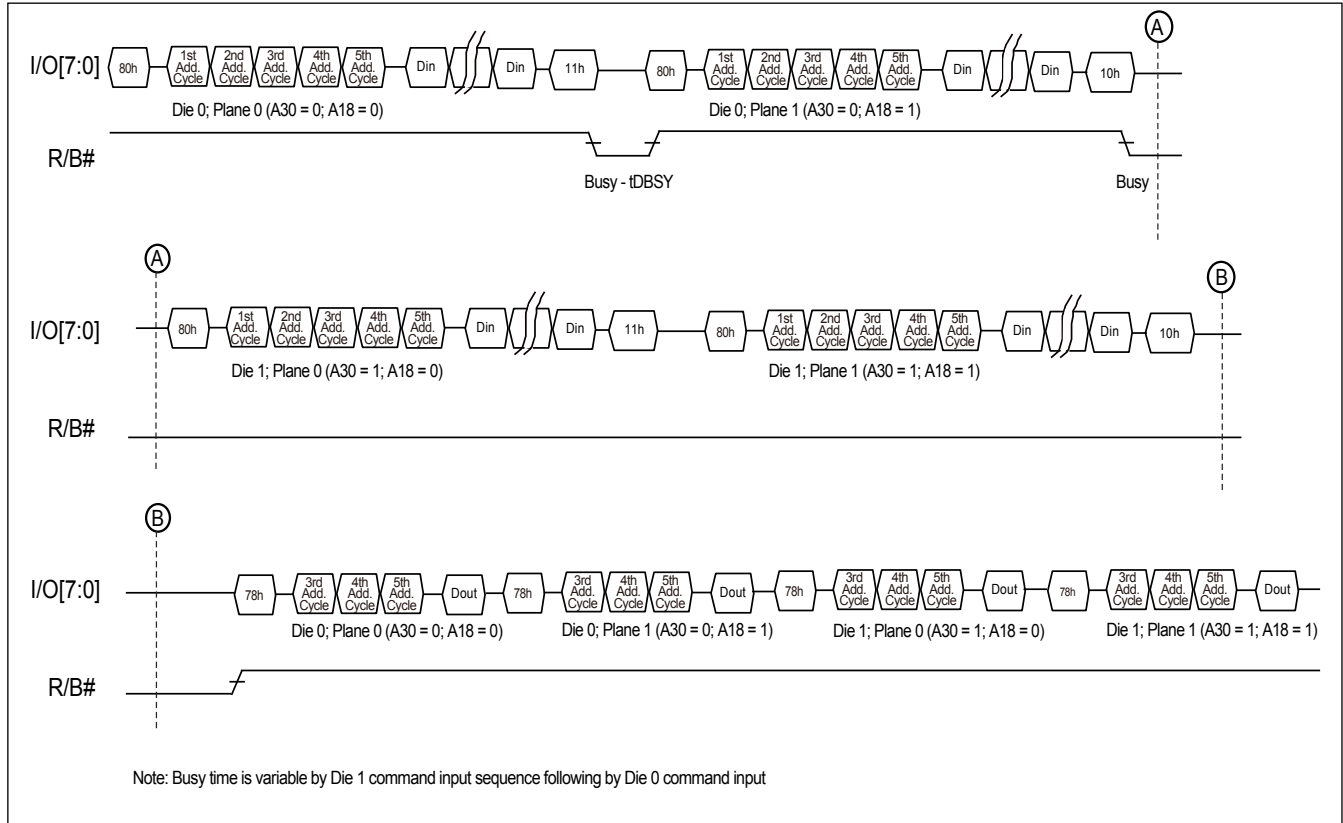 A
I/O[7:0] 80h 1st Add. Cycle 2nd Add. Cycle 3rd Add. Cycle 4th Add. Cycle 5th Add. Cycle Din Din 11h 80h 1st Add. Cycle 2nd Add. Cycle 3rd Add. Cycle 4th Add. Cycle 5th Add. Cycle Din Din 10h
Die 0; Plane 0 (A30 = 0; A18 = 0) Die 0; Plane 1 (A30 = 0; A18 = 1)
R/B#
Busy - tDBSY Busy
A B
I/O[7:0] 80h 1st Add. Cycle 2nd Add. Cycle 3rd Add. Cycle 4th Add. Cycle 5th Add. Cycle Din Din 11h 80h 1st Add. Cycle 2nd Add. Cycle 3rd Add. Cycle 4th Add. Cycle 5th Add. Cycle Din Din 10h
Die 1; Plane 0 (A30 = 1; A18 = 0) Die 1; Plane 1 (A30 = 1; A18 = 1)
R/B#
B
I/O[7:0] 78h 3rd Add. Cycle 4th Add. Cycle 5th Add. Cycle Dout 78h 3rd Add. Cycle 4th Add. Cycle 5th Add. Cycle Dout 78h 3rd Add. Cycle 4th Add. Cycle 5th Add. Cycle Dout 78h 3rd Add. Cycle 4th Add. Cycle 5th Add. Cycle Dout
Die 0; Plane 0 (A30 = 0; A18 = 0) Die 0; Plane 1 (A30 = 0; A18 = 1) Die 1; Plane 0 (A30 = 1; A18 = 0) Die 1; Plane 1 (A30 = 1; A18 = 1)
R/B#
Note: Busy time is variable by Die 1 command input sequence following by Die 0 command input